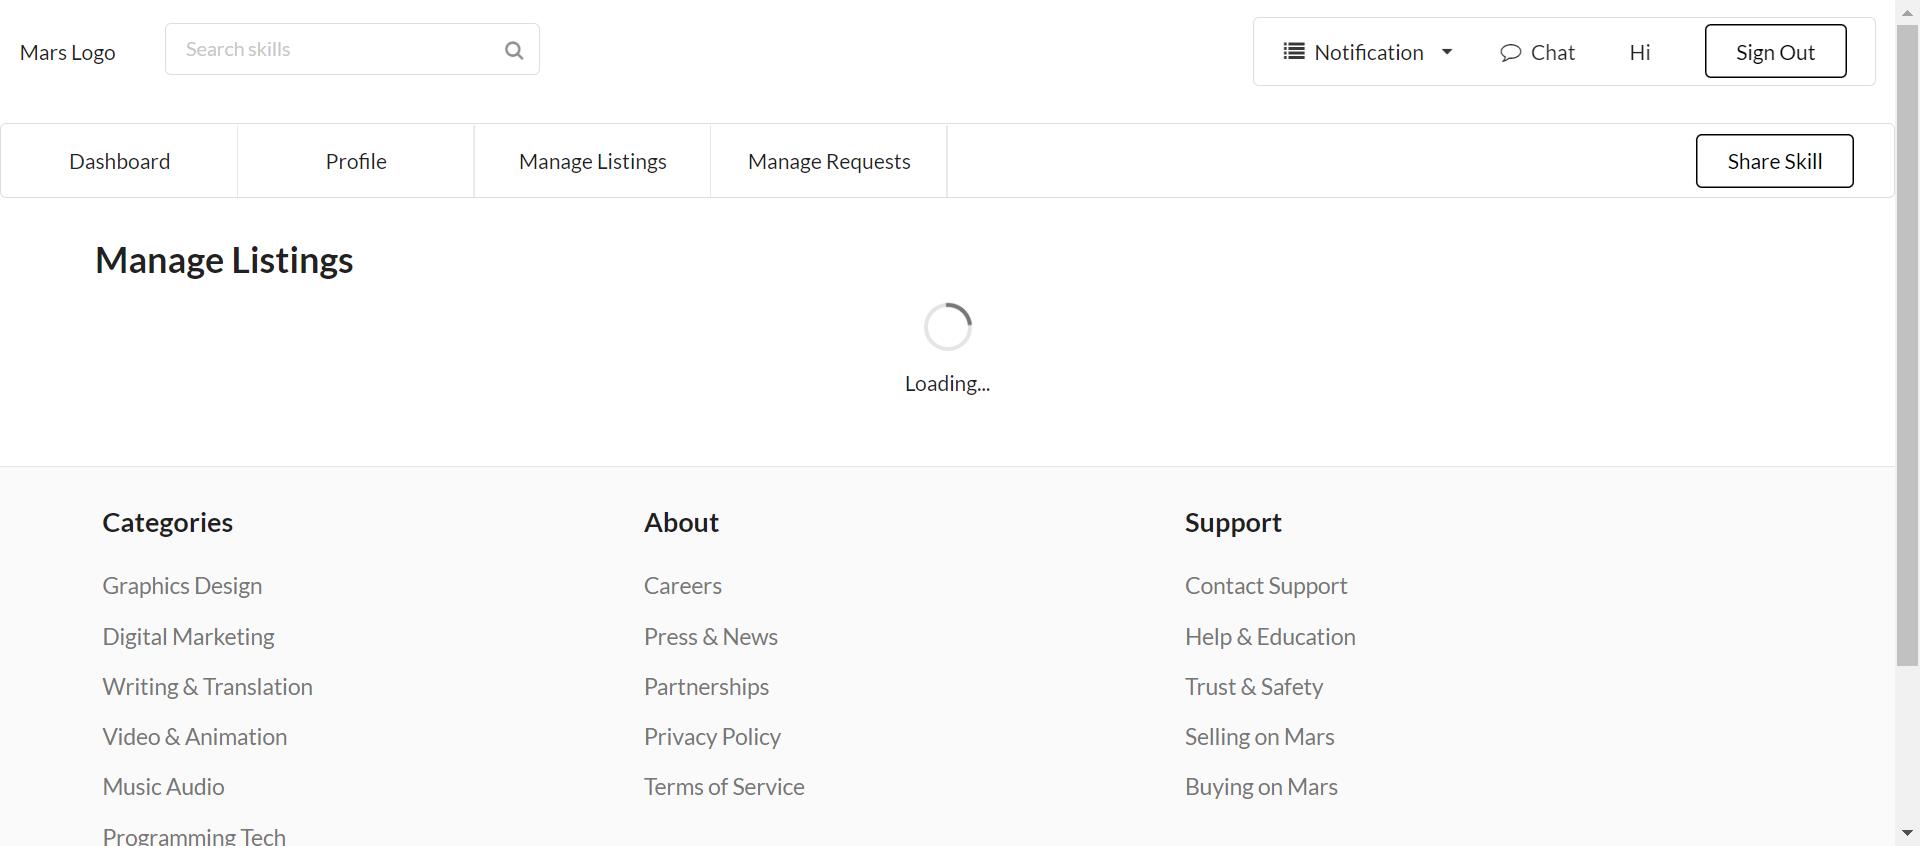 Mars Logo
Search skills
Notification
Chat
Hi
Sign Out
Dashboard
Profile
Manage Listings
Manage Requests
Share Skill
Manage Listings
Loading...
Categories
Graphics Design
Digital Marketing
Writing & Translation
Video & Animation
Music Audio
Programming Tech
About
Careers
Press & News
Partnerships
Privacy Policy
Terms of Service
Support
Contact Support
Help & Education
Trust & Safety
Selling on Mars
Buying on Mars